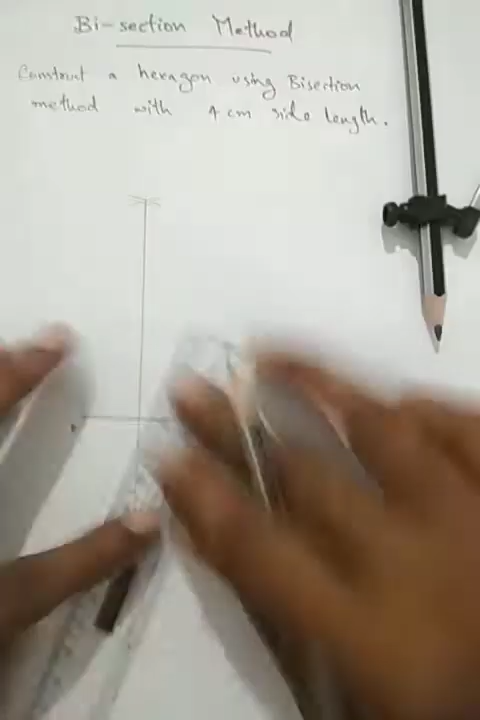 Bi-section Method
Construct a hexagon using Bisection
method with 4 cm side length.